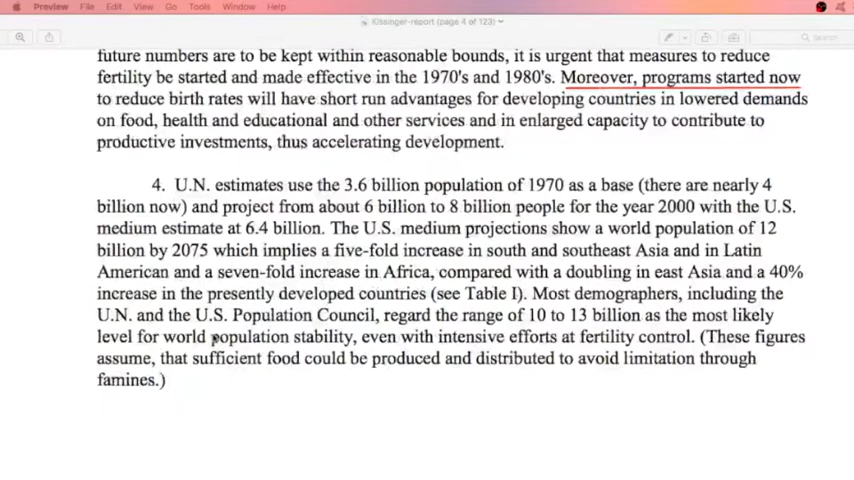 Preview File Edit View Go Tools Window Help
Kissinger-report (page 4 of 123)
Search
future numbers are to be kept within reasonable bounds, it is urgent that measures to reduce
fertility be started and made effective in the 1970's and 1980's. Moreover, programs started now
to reduce birth rates will have short run advantages for developing countries in lowered demands
on food, health and educational and other services and in enlarged capacity to contribute to
productive investments, thus accelerating development.
4. U.N. estimates use the 3.6 billion population of 1970 as a base (there are nearly 4
billion now) and project from about 6 billion to 8 billion people for the year 2000 with the U.S.
medium estimate at 6.4 billion. The U.S. medium projections show a world population of 12
billion by 2075 which implies a five-fold increase in south and southeast Asia and in Latin
American and a seven-fold increase in Africa, compared with a doubling in east Asia and a 40%
increase in the presently developed countries (see Table I). Most demographers, including the
U.N. and the U.S. Population Council, regard the range of 10 to 13 billion as the most likely
level for world population stability, even with intensive efforts at fertility control. (These figures
assume, that sufficient food could be produced and distributed to avoid limitation through
famines.)